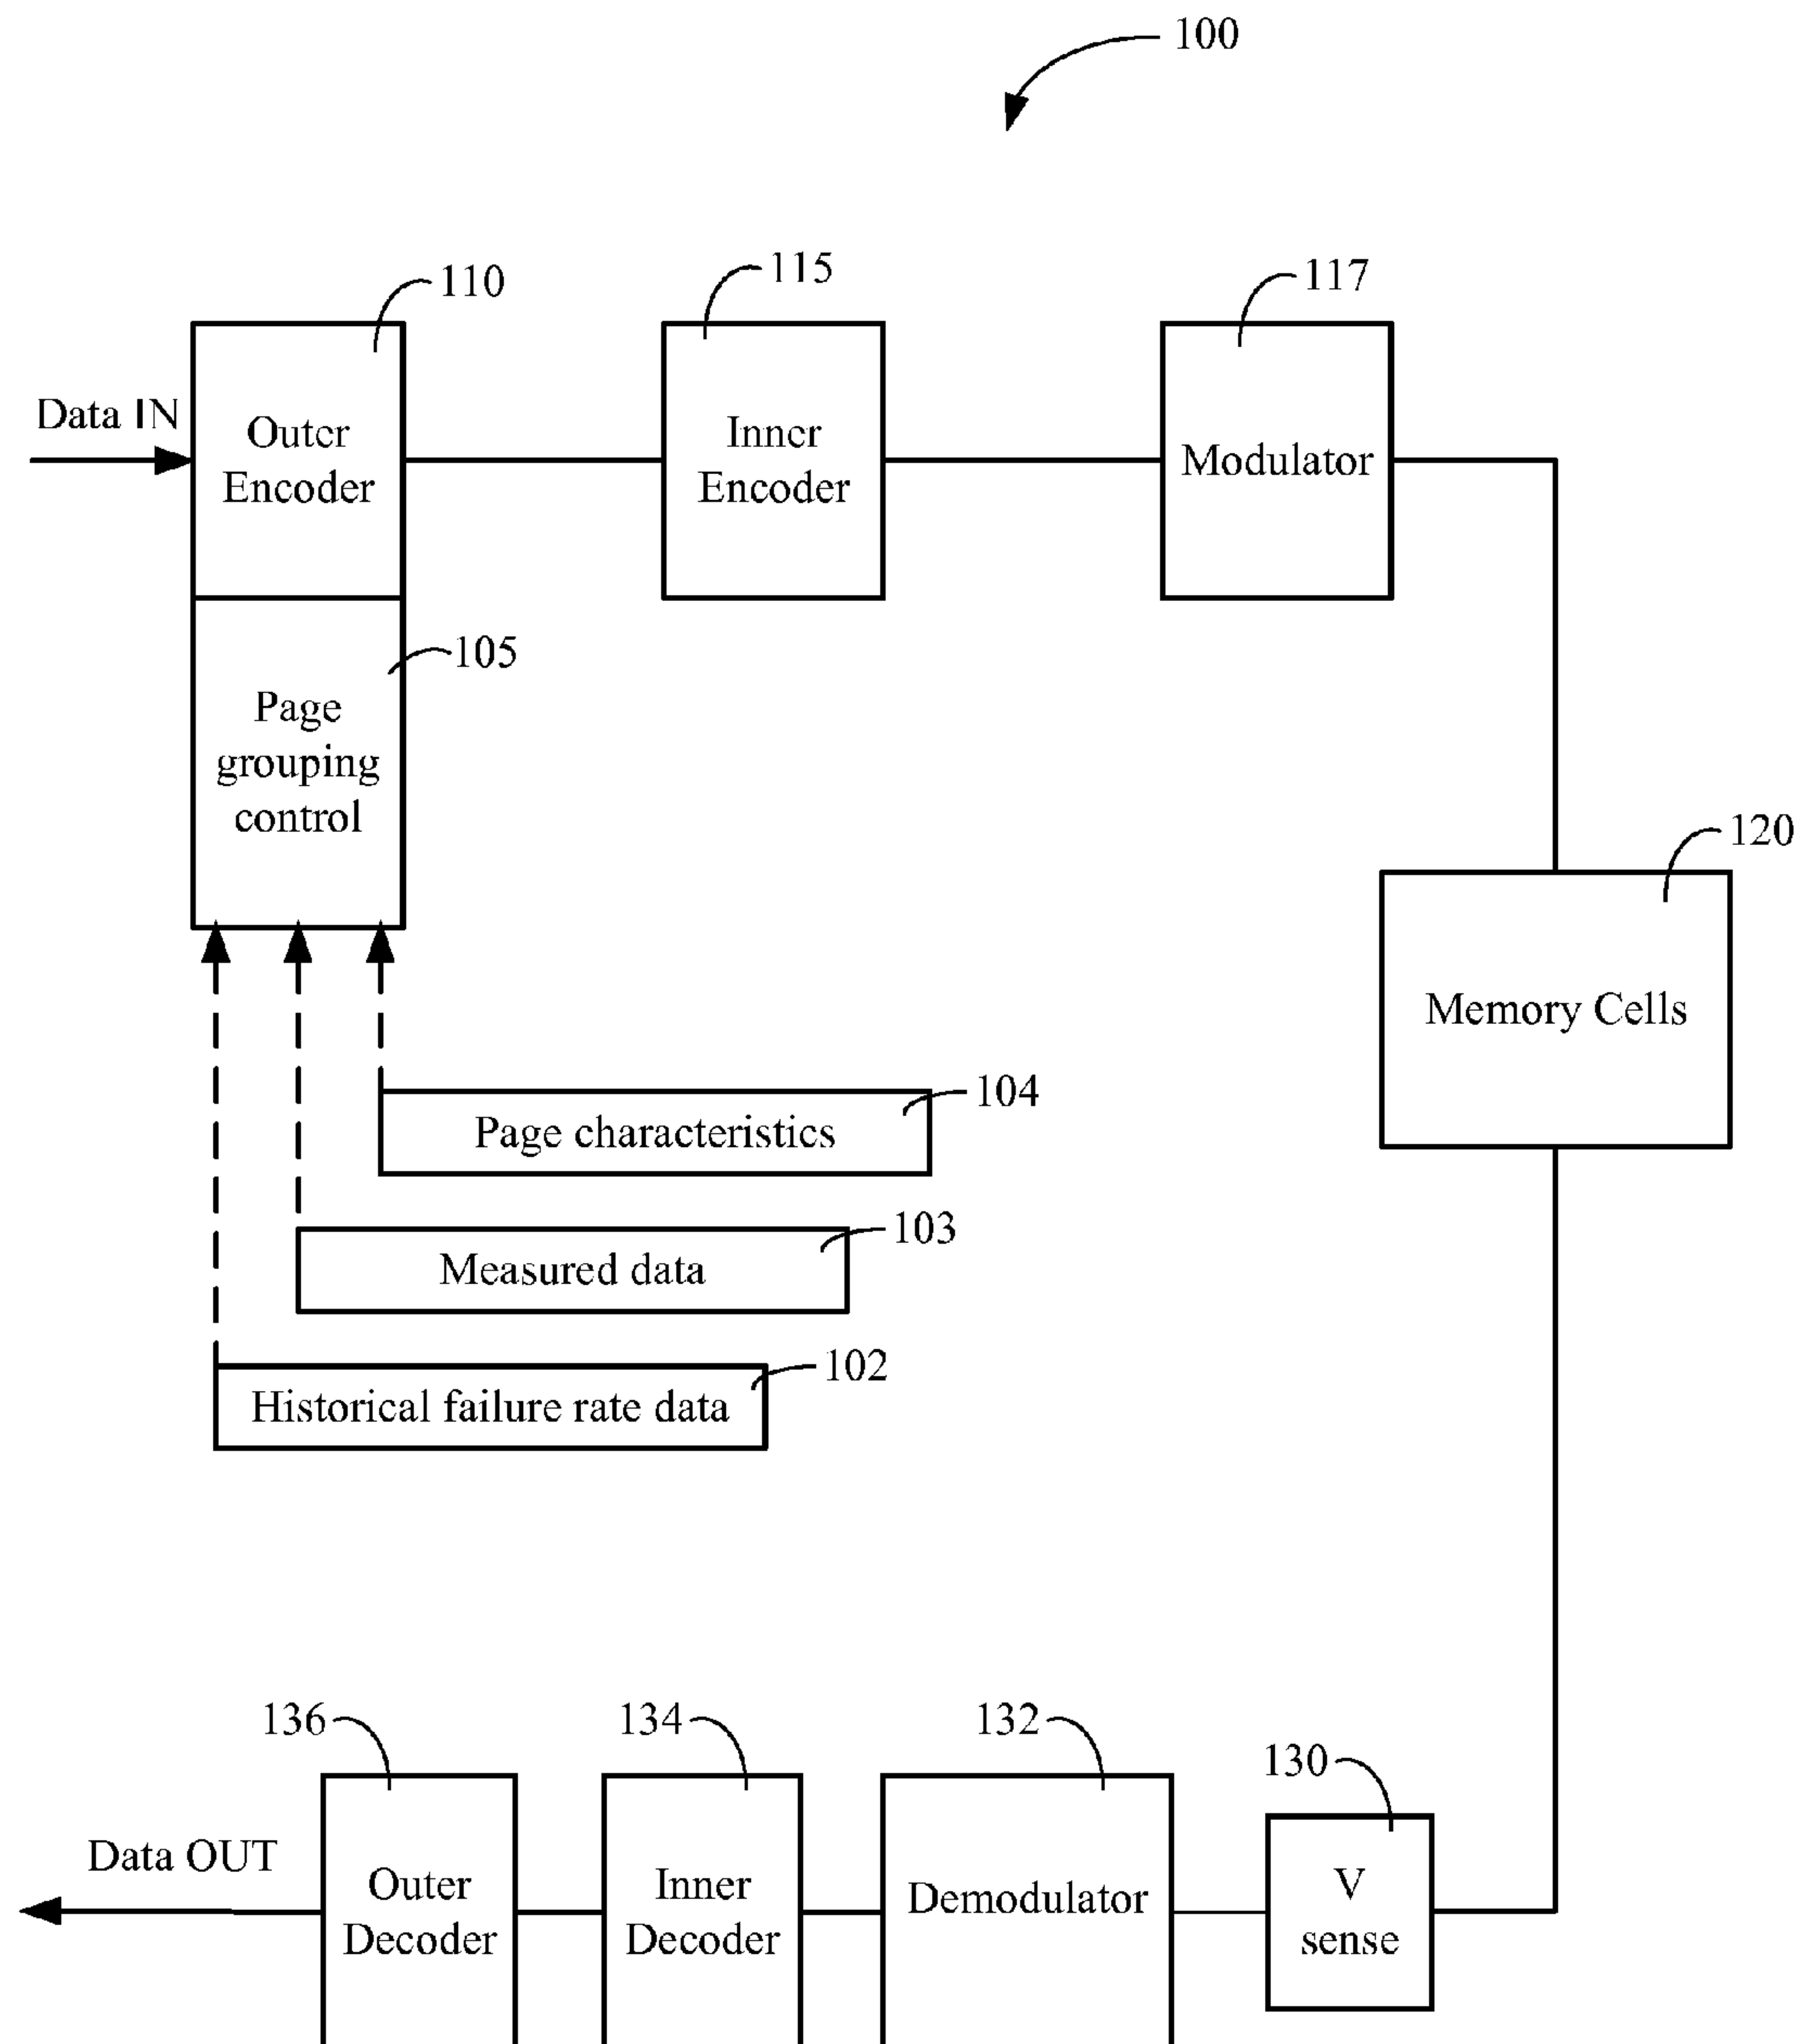 100
110
115
117
Data IN
Outer
Encoder
Inner
Encoder
Modulator
105
Page
grouping
control
120
Memory Cells
104
Page characteristics
103
Measured data
102
Historical failure rate data
136
134
132
130
Data OUT
Outer
Decoder
Inner
Decoder
Demodulator
V
sense